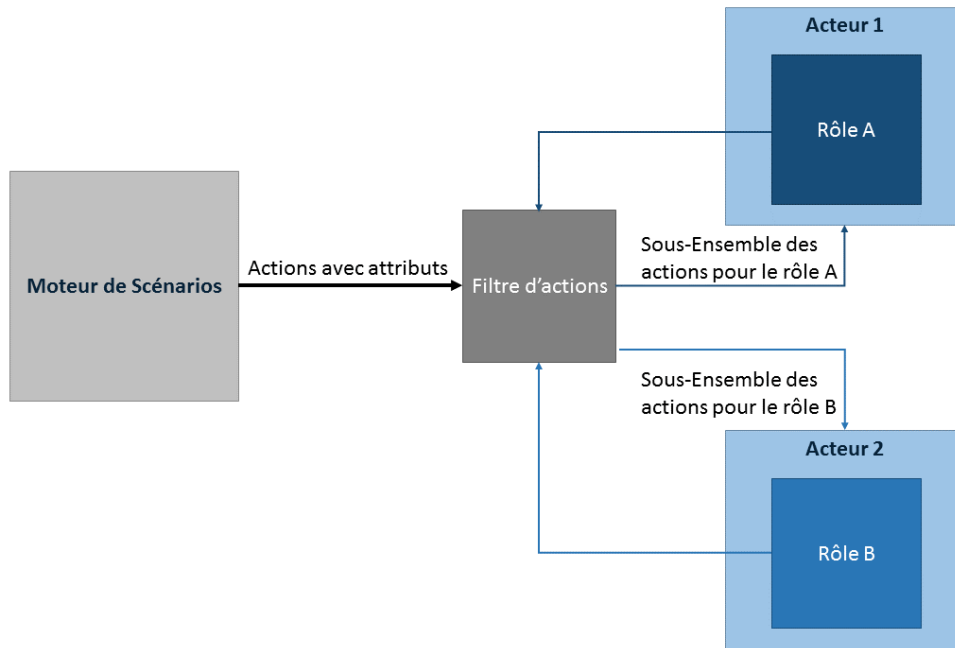 Acteur 1
Rôle A
Moteur de Scénarios
Actions avec attributs
Filtre d'actions
Sous-Ensemble des
actions pour le rôle A
Sous-Ensemble des
actions pour le rôle B
Acteur 2
Rôle B